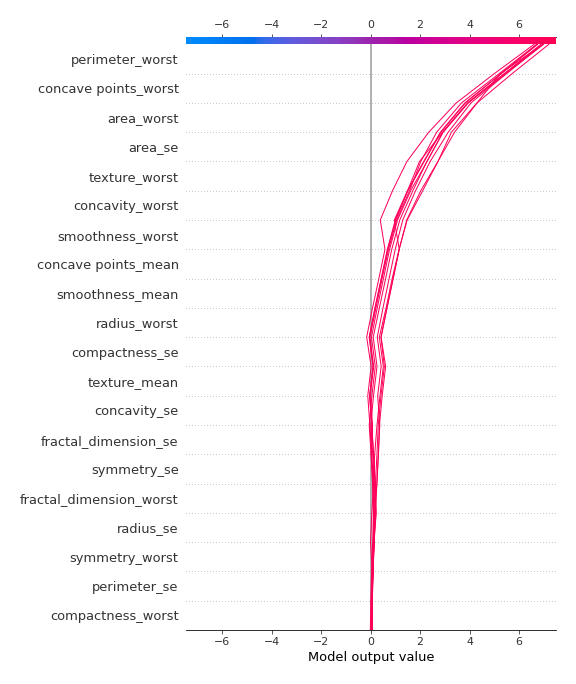 −6 −4 −2 0 2 4 6
perimeter_worst
concave points_worst
area_worst
area_se
texture_worst
concavity_worst
smoothness_worst
concave points_mean
smoothness_mean
radius_worst
compactness_se
texture_mean
concavity_se
fractal_dimension_se
symmetry_se
fractal_dimension_worst
radius_se
symmetry_worst
perimeter_se
compactness_worst
−6 −4 −2 0 2 4 6
Model output value